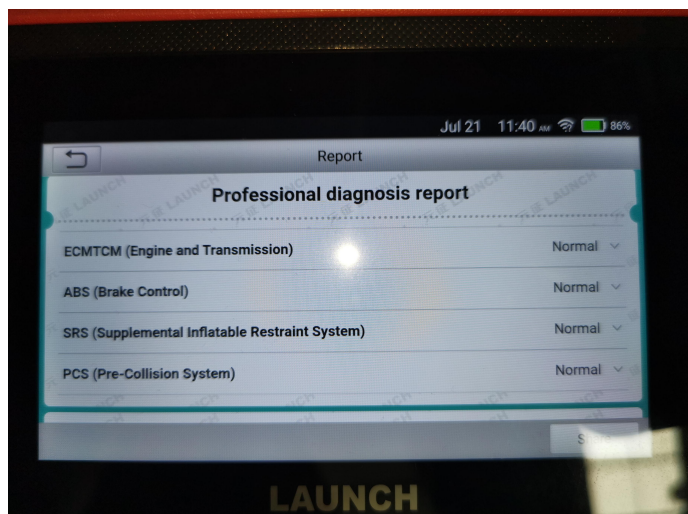 Jul 21 11:40 AM 86%
Report
Professional diagnosis report
ECMTCM (Engine and Transmission) Normal
ABS (Brake Control) Normal
SRS (Supplemental Inflatable Restraint System) Normal
PCS (Pre-Collision System) Normal
LAUNCH